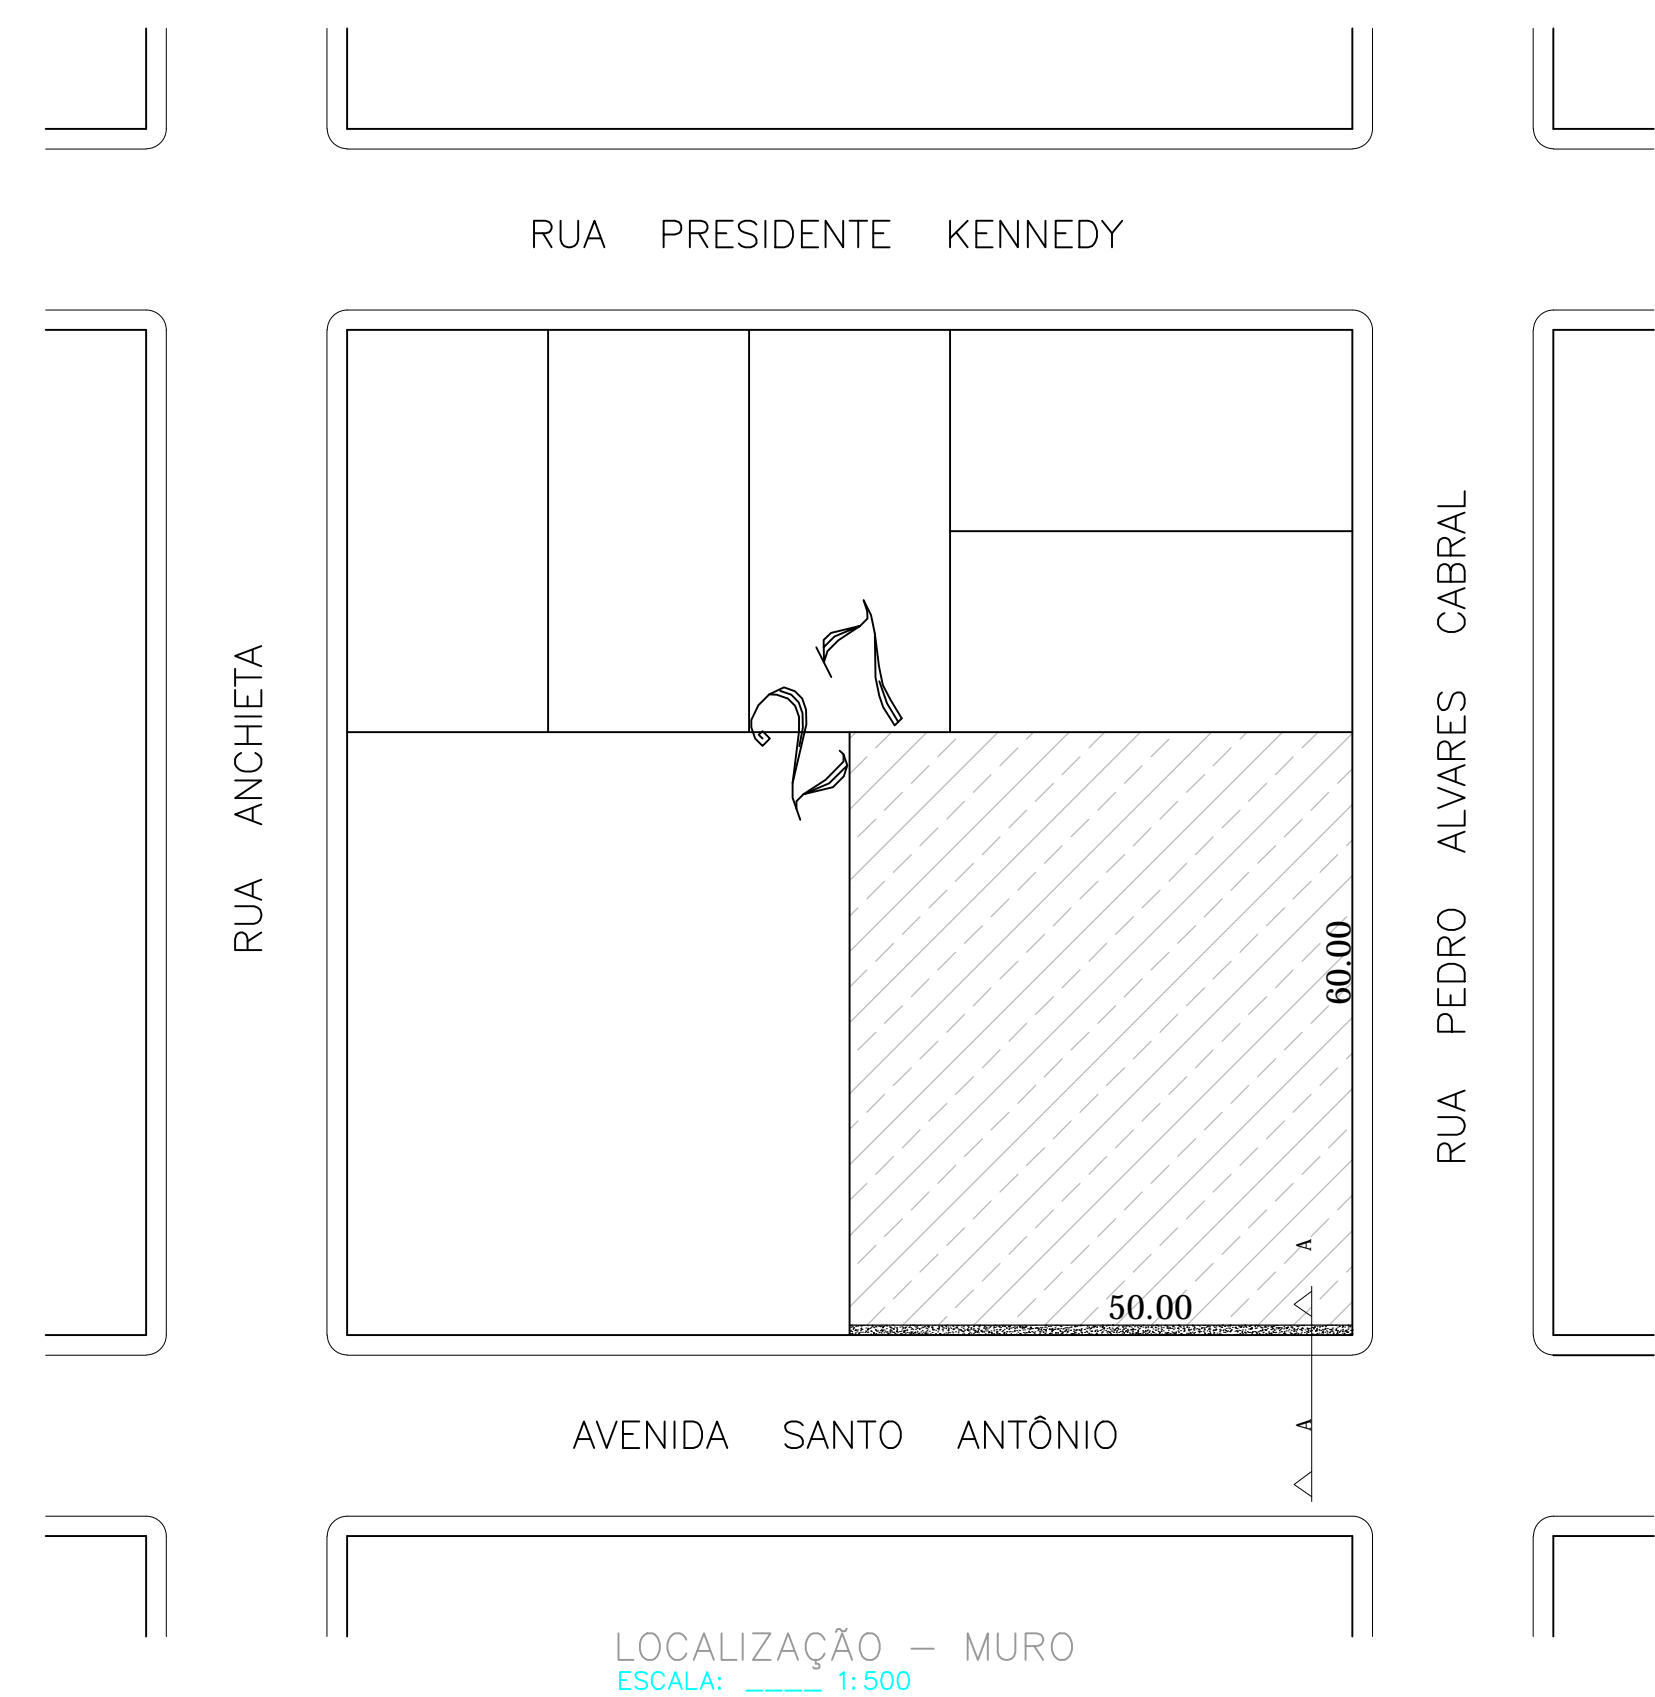 RUA PRESIDENTE KENNEDY
RUA ANCHIETA
27
RUA PEDRO ALVARES CABRAL
60.00
A
50.00
A
AVENIDA SANTO ANTÔNIO
LOCALIZAÇÃO - MURO
ESCALA: ____ 1:500